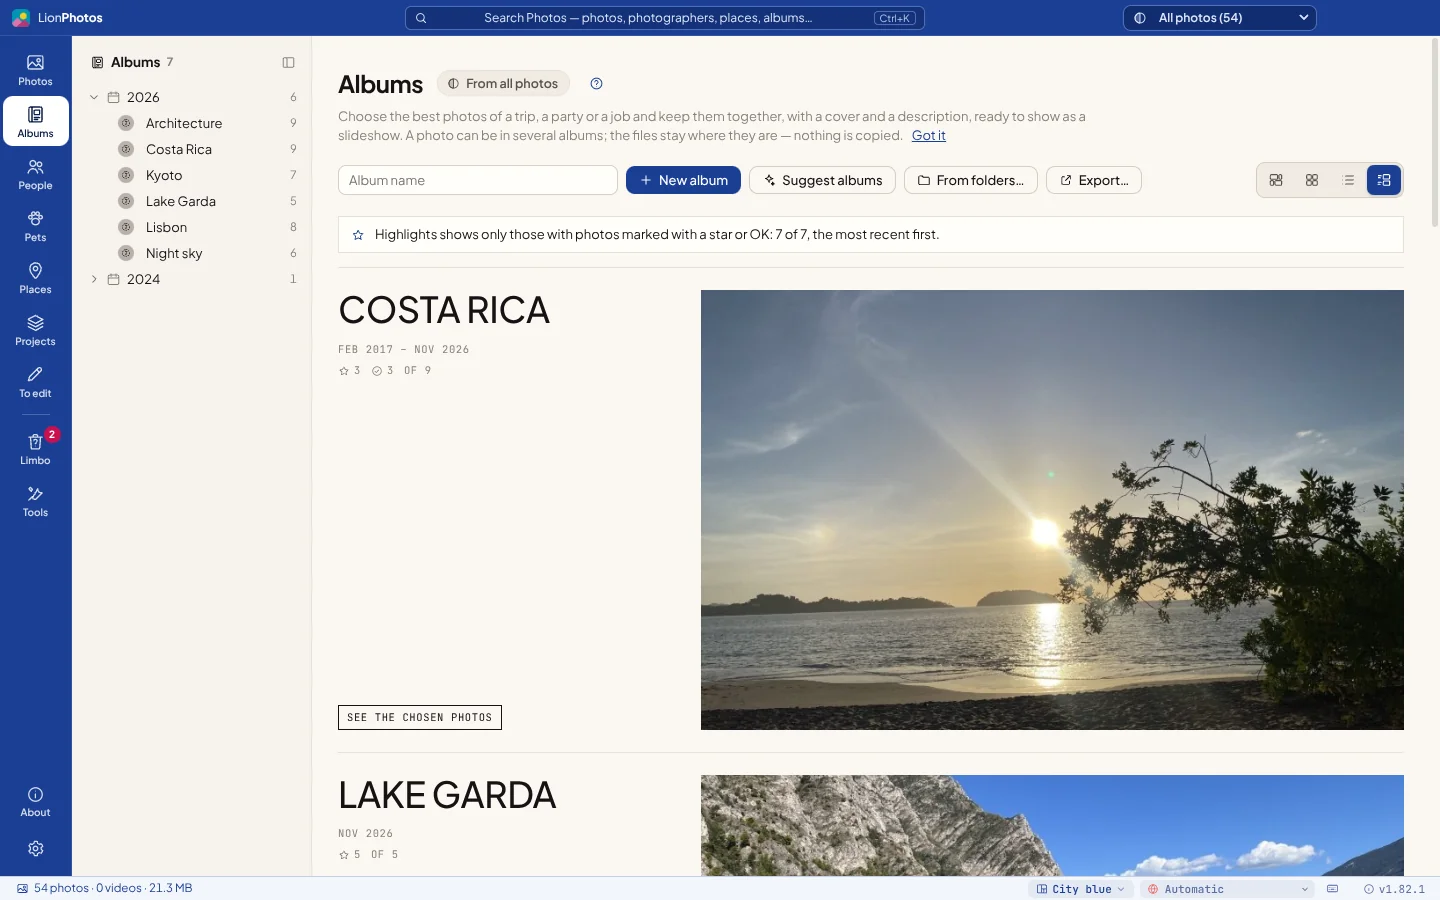 LionPhotos
Search Photos — photos, photographers, places, albums...
Ctrl+K
All photos (54)
Photos
Albums
People
Pets
Places
Projects
To edit
2
Limbo
Tools
About
Albums 7
2026 6
Architecture 9
Costa Rica 9
Kyoto 7
Lake Garda 5
Lisbon 8
Night sky 6
2024 1
Albums
From all photos
Choose the best photos of a trip, a party or a job and keep them together, with a cover and a description, ready to show as a
slideshow. A photo can be in several albums; the files stay where they are — nothing is copied. Got it
Album name
New album
Suggest albums
From folders...
Export...
Highlights shows only those with photos marked with a star or OK: 7 of 7, the most recent first.
COSTA RICA
FEB 2017 – NOV 2026
3 3 OF 9
SEE THE CHOSEN PHOTOS
LAKE GARDA
NOV 2026
5 OF 5
54 photos · 0 videos · 21.3 MB
City blue
Automatic
v1.82.1